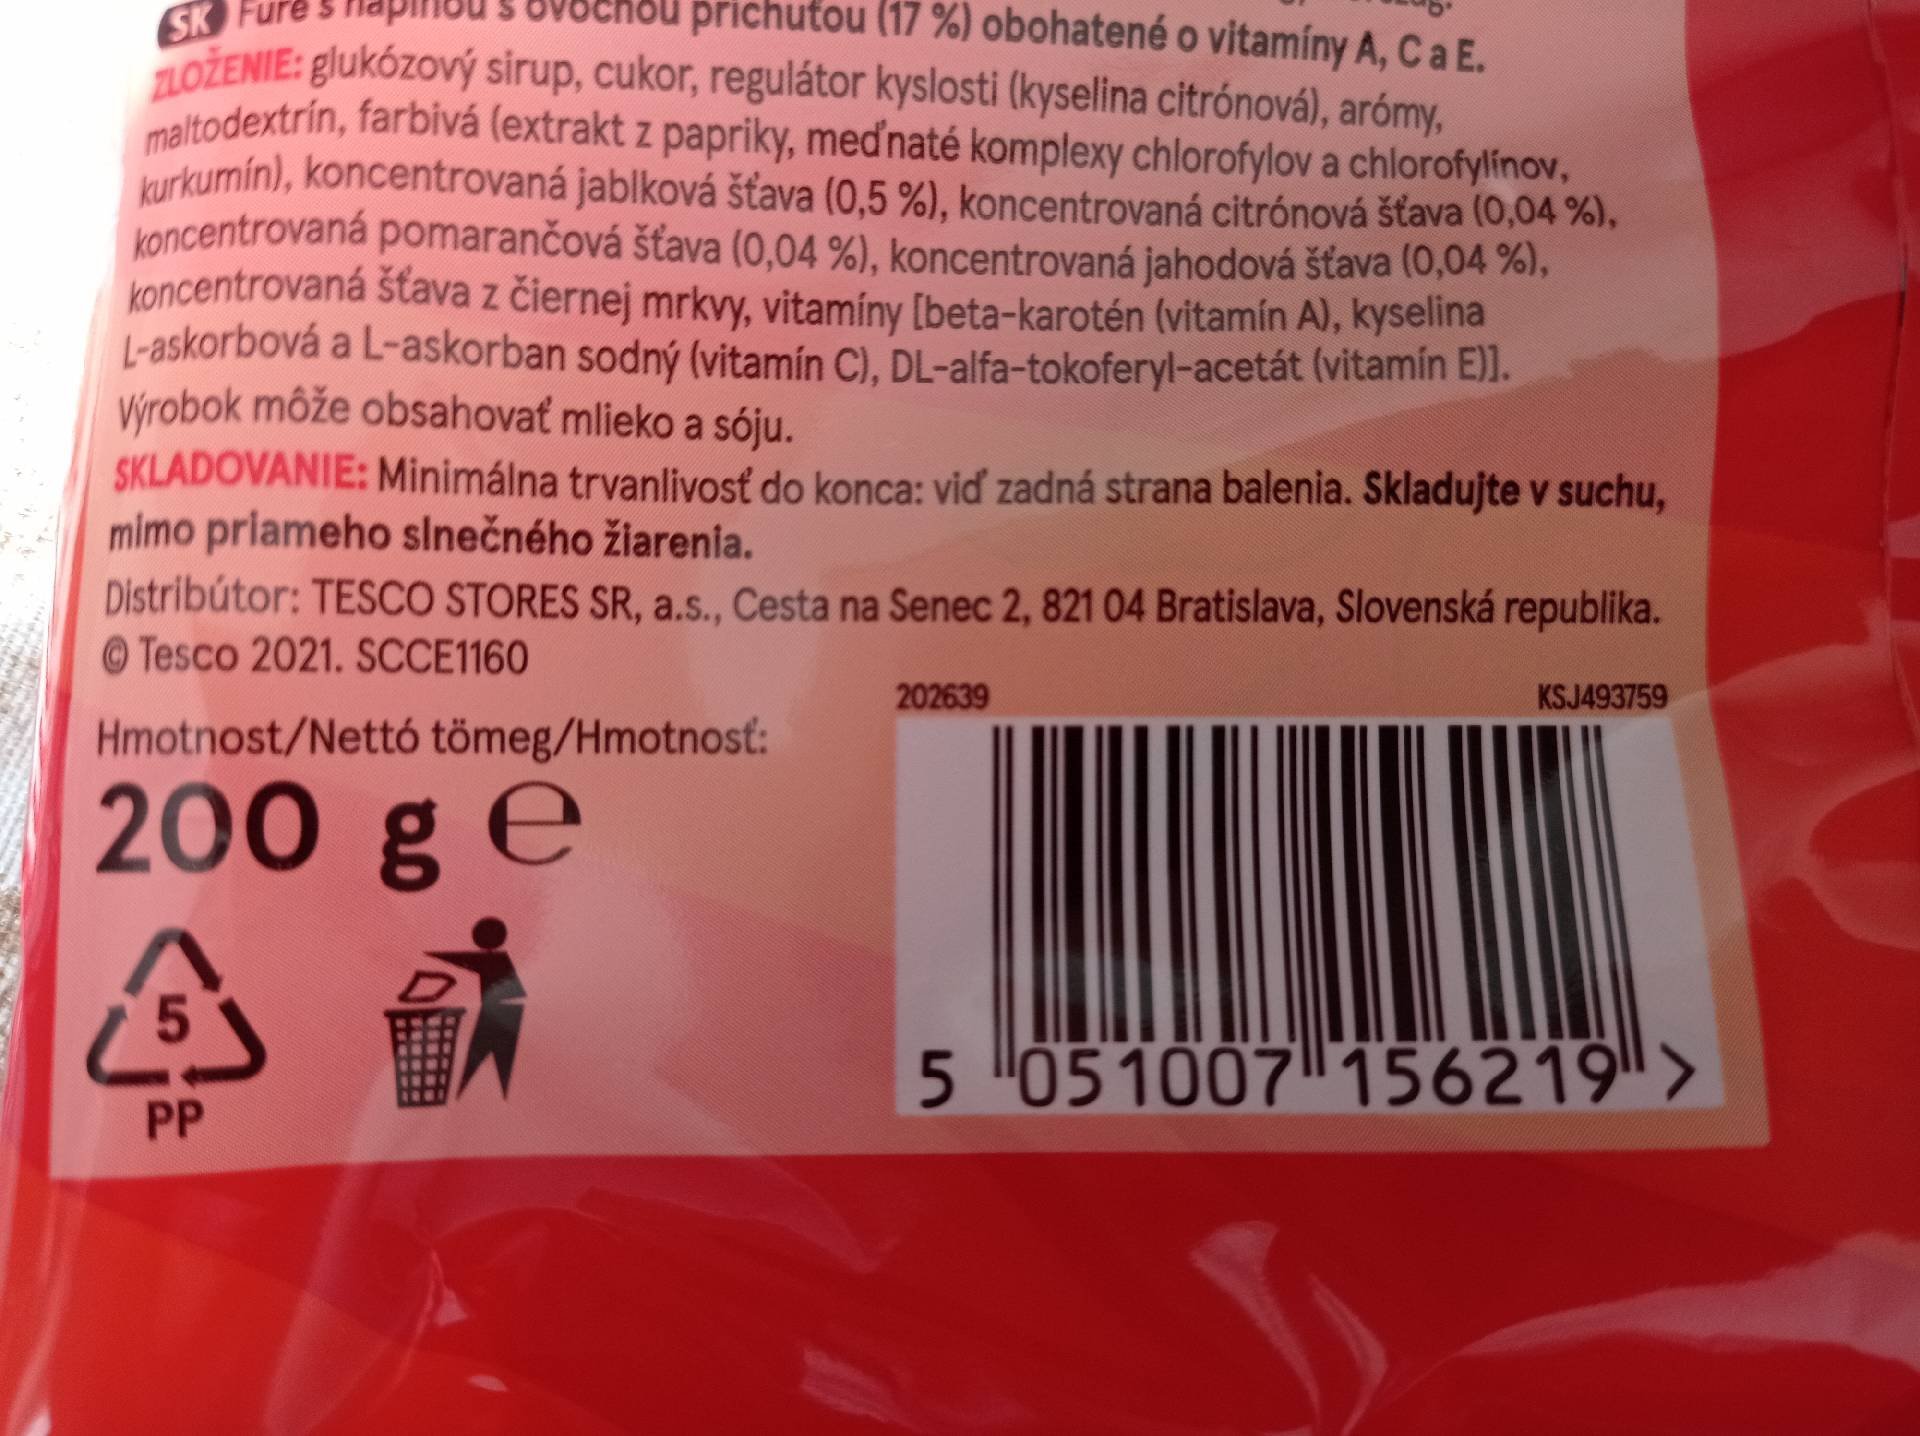 SK Furé s náplňou s ovocnou príchuťou (17 %) obohatené o vitamíny A, C a E.
ZLOŽENIE: glukózový sirup, cukor, regulátor kyslosti (kyselina citrónová), arómy,
maltodextrín, farbivá (extrakt z papriky, meďnaté komplexy chlorofylov a chlorofylínov,
kurkumín), koncentrovaná jablková šťava (0,5 %), koncentrovaná citrónová šťava (0,04 %),
koncentrovaná pomarančová šťava (0,04 %), koncentrovaná jahodová šťava (0,04 %),
koncentrovaná šťava z čiernej mrkvy, vitamíny [beta-karotén (vitamín A), kyselina
L-askorbová a L-askorban sodný (vitamín C), DL-alfa-tokoferyl-acetát (vitamín E)].
Výrobok môže obsahovať mlieko a sóju.
SKLADOVANIE: Minimálna trvanlivosť do konca: viď zadná strana balenia. Skladujte v suchu,
mimo priameho slnečného žiarenia.
Distribútor: TESCO STORES SR, a.s., Cesta na Senec 2, 821 04 Bratislava, Slovenská republika.
© Tesco 2021. SCCE1160
202639 KSJ493759
Hmotnost/Nettó tömeg/Hmotnosť:
200 g e
5
PP
5 051007 156219 >